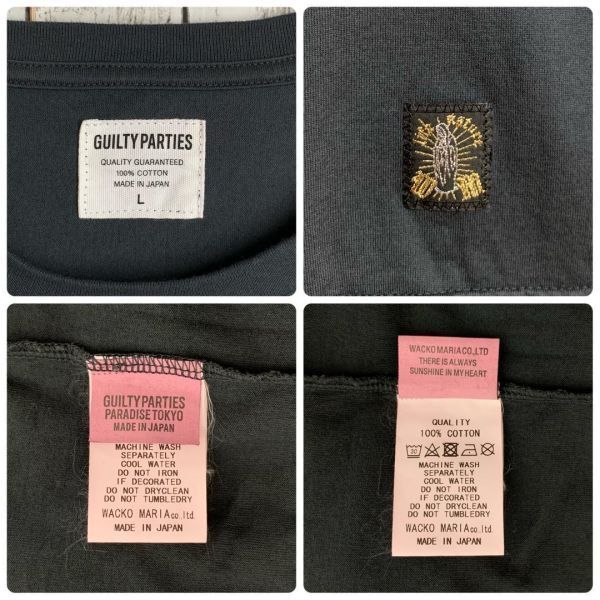 GUILTY PARTIES
QUALITY GUARANTEED
100% COTTON
MADE IN JAPAN
L
GUILTY PARTIES
PARADISE TOKYO
MADE IN JAPAN
MACHINE WASH
SEPARATELY
COOL WATER
DO NOT IRON
IF DECORATED
DO NOT DRYCLEAN
DO NOT TUMBLEDRY
WACKO MARIA co.,ltd.
MADE IN JAPAN
WACKO MARIA CO.,LTD
THERE IS ALWAYS
SUNSHINE IN MY HEART
QUALITY
100% COTTON
30
MACHINE WASH
SEPARATELY
COOL WATER
DO NOT IRON
IF DECORATED
DO NOT DRYCLEAN
DO NOT TUMBLEDRY
WACKO MARIA co.,ltd.
MADE IN JAPAN